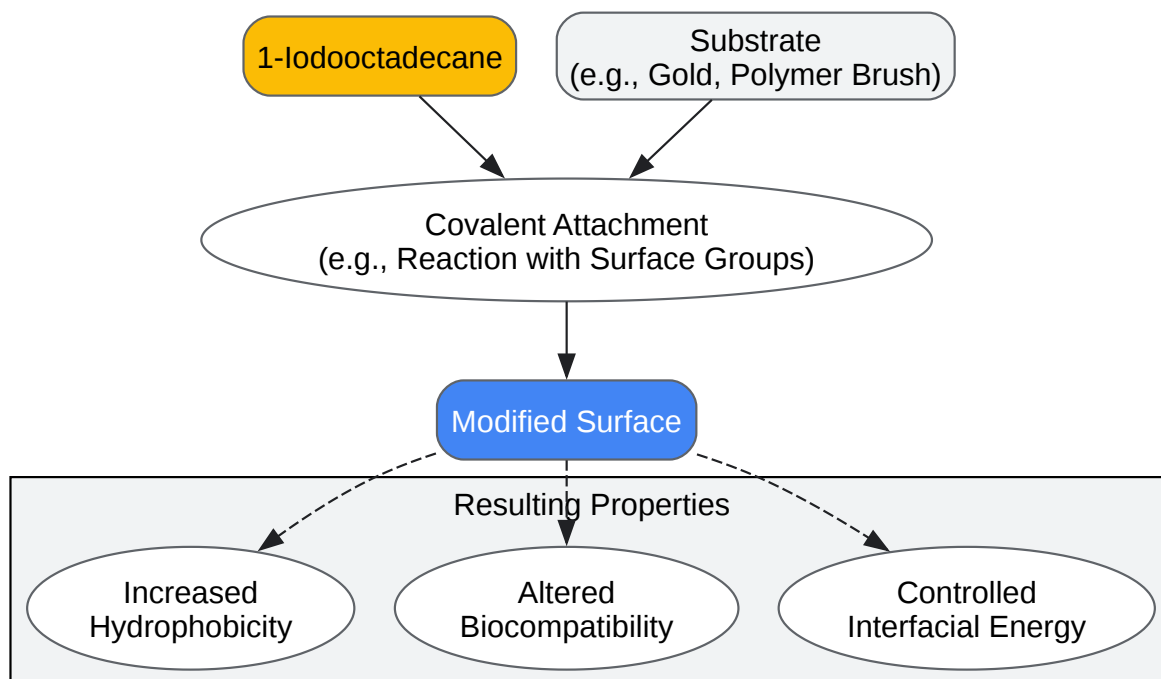 1-Iodooctadecane
Substrate
(e.g., Gold, Polymer Brush)
Covalent Attachment
(e.g., Reaction with Surface Groups)
Modified Surface
Resulting Properties
Increased
Hydrophobicity
Altered
Biocompatibility
Controlled
Interfacial Energy